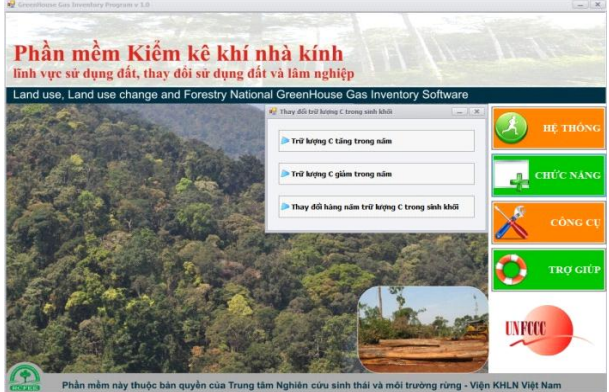 GreenHouse Gas Inventory Program v 1.0
Phần mềm Kiểm kê khí nhà kính
lĩnh vực sử dụng đất, thay đổi sử dụng đất và lâm nghiệp
Land use, Land use change and Forestry National GreenHouse Gas Inventory Software
Thay đổi trữ lượng C trong sinh khối
Trữ lượng C tăng trong năm
Trữ lượng C giảm trong năm
Thay đổi hàng năm trữ lượng C trong sinh khối
HỆ THỐNG
CHỨC NĂNG
CÔNG CỤ
TRỢ GIÚP
UNFCCC
RCFEE
Phần mềm này thuộc bản quyền của Trung tâm Nghiên cứu sinh thái và môi trường rừng - Viện KHLN Việt Nam